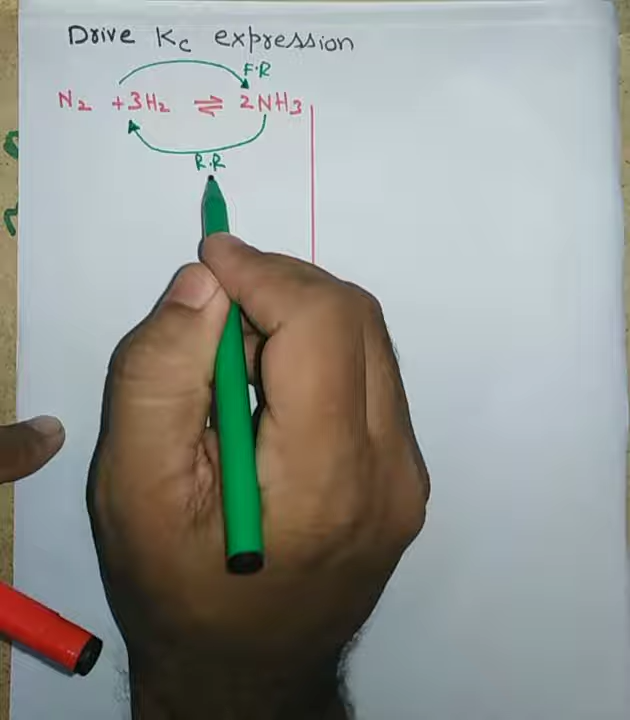 Drive Kc expression
F.R
N2 + 3H2 ⇌ 2NH3
R.R